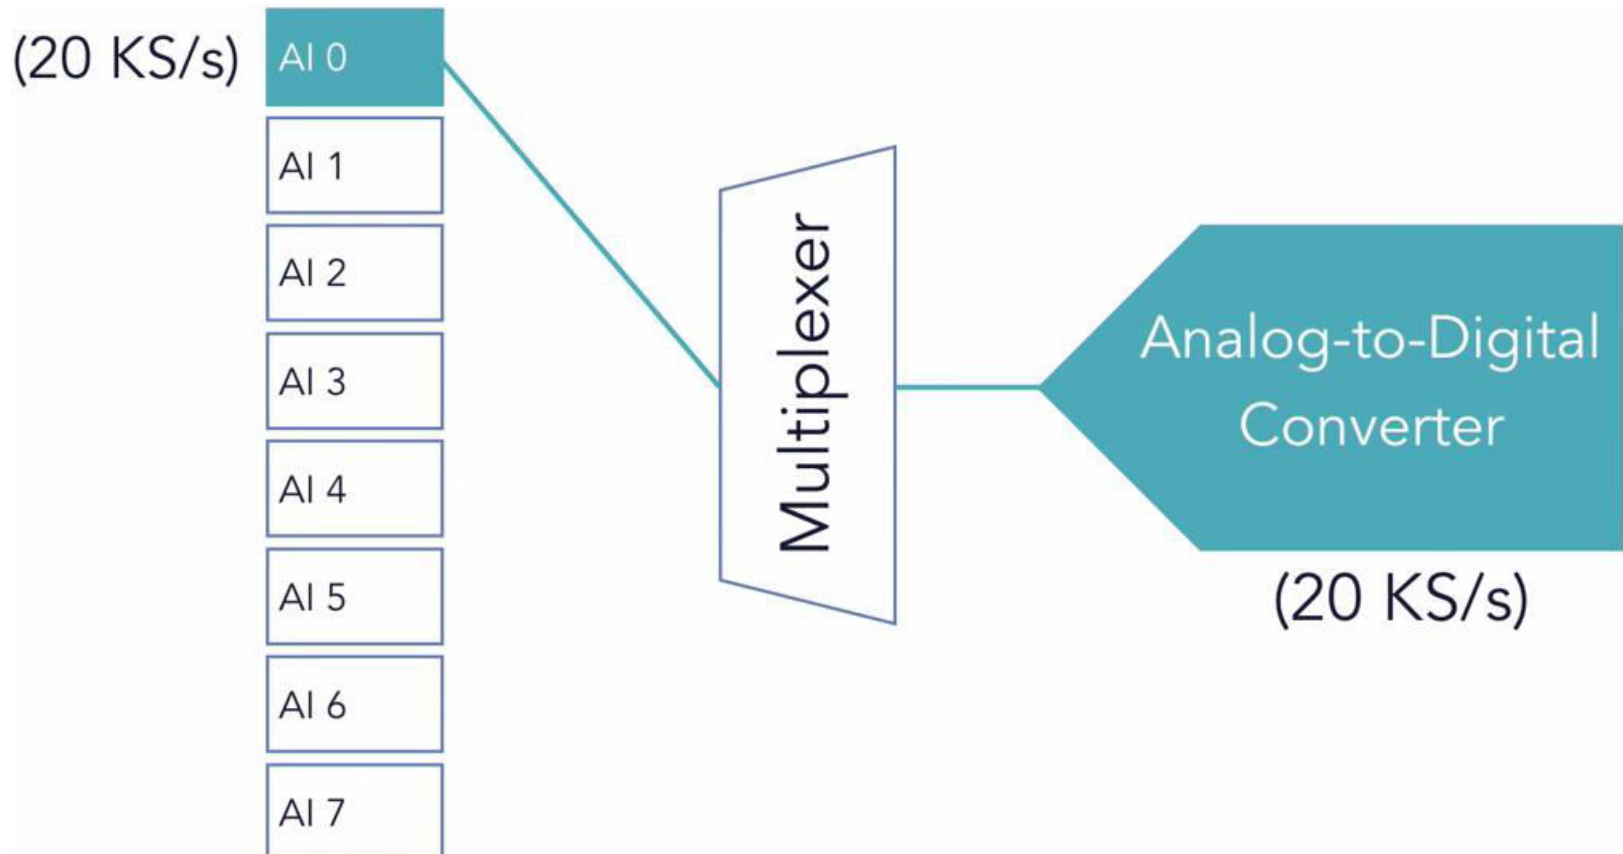 (20 KS/s)
AI 0
AI 1
AI 2
AI 3
AI 4
AI 5
AI 6
AI 7
Multiplexer
Analog-to-Digital
Converter
(20 KS/s)